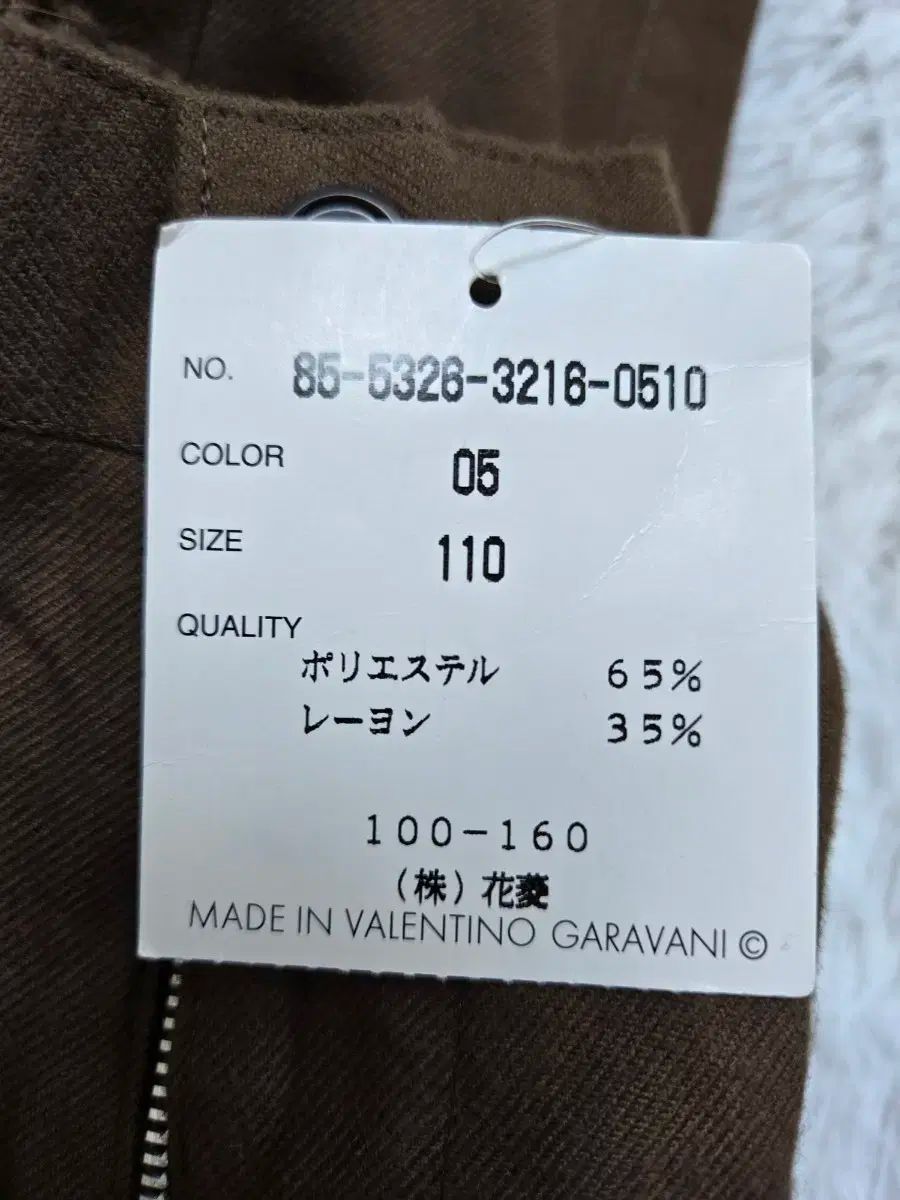 NO. 85-5326-3216-0510
COLOR 05
SIZE 110
QUALITY
ポリエステル 65%
レーヨン 35%
100-160
(株)花菱
MADE IN VALENTINO GARAVANI ©